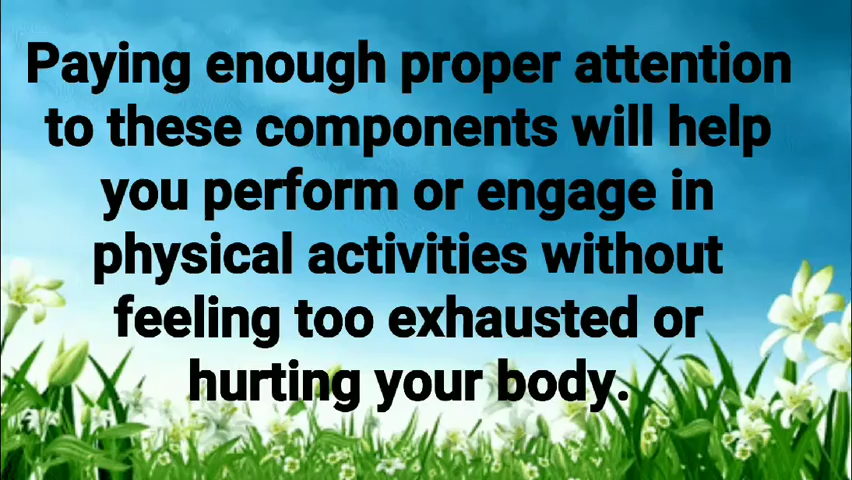 Paying enough proper attention
to these components will help
you perform or engage in
physical activities without
feeling too exhausted or
hurting your body.